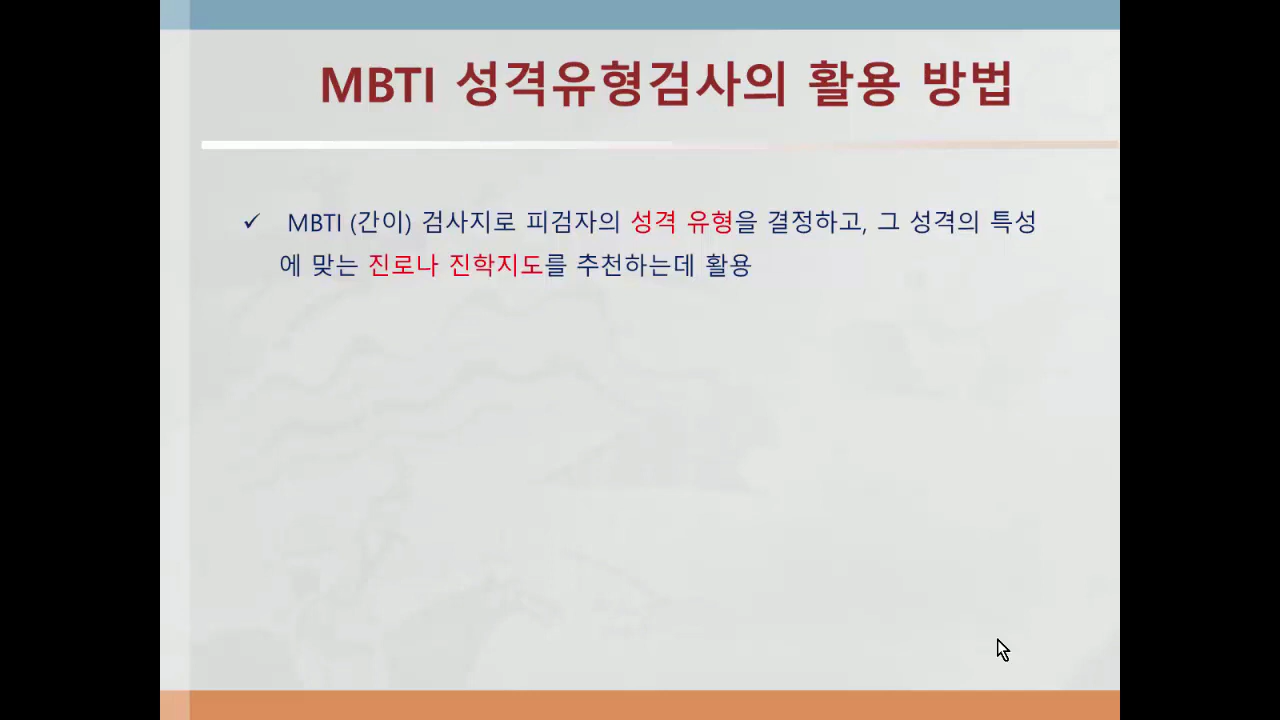 MBTI 성격유형검사의 활용 방법
✓ MBTI (간이) 검사지로 피검자의 성격 유형을 결정하고, 그 성격의 특성
에 맞는 진로나 진학지도를 추천하는데 활용